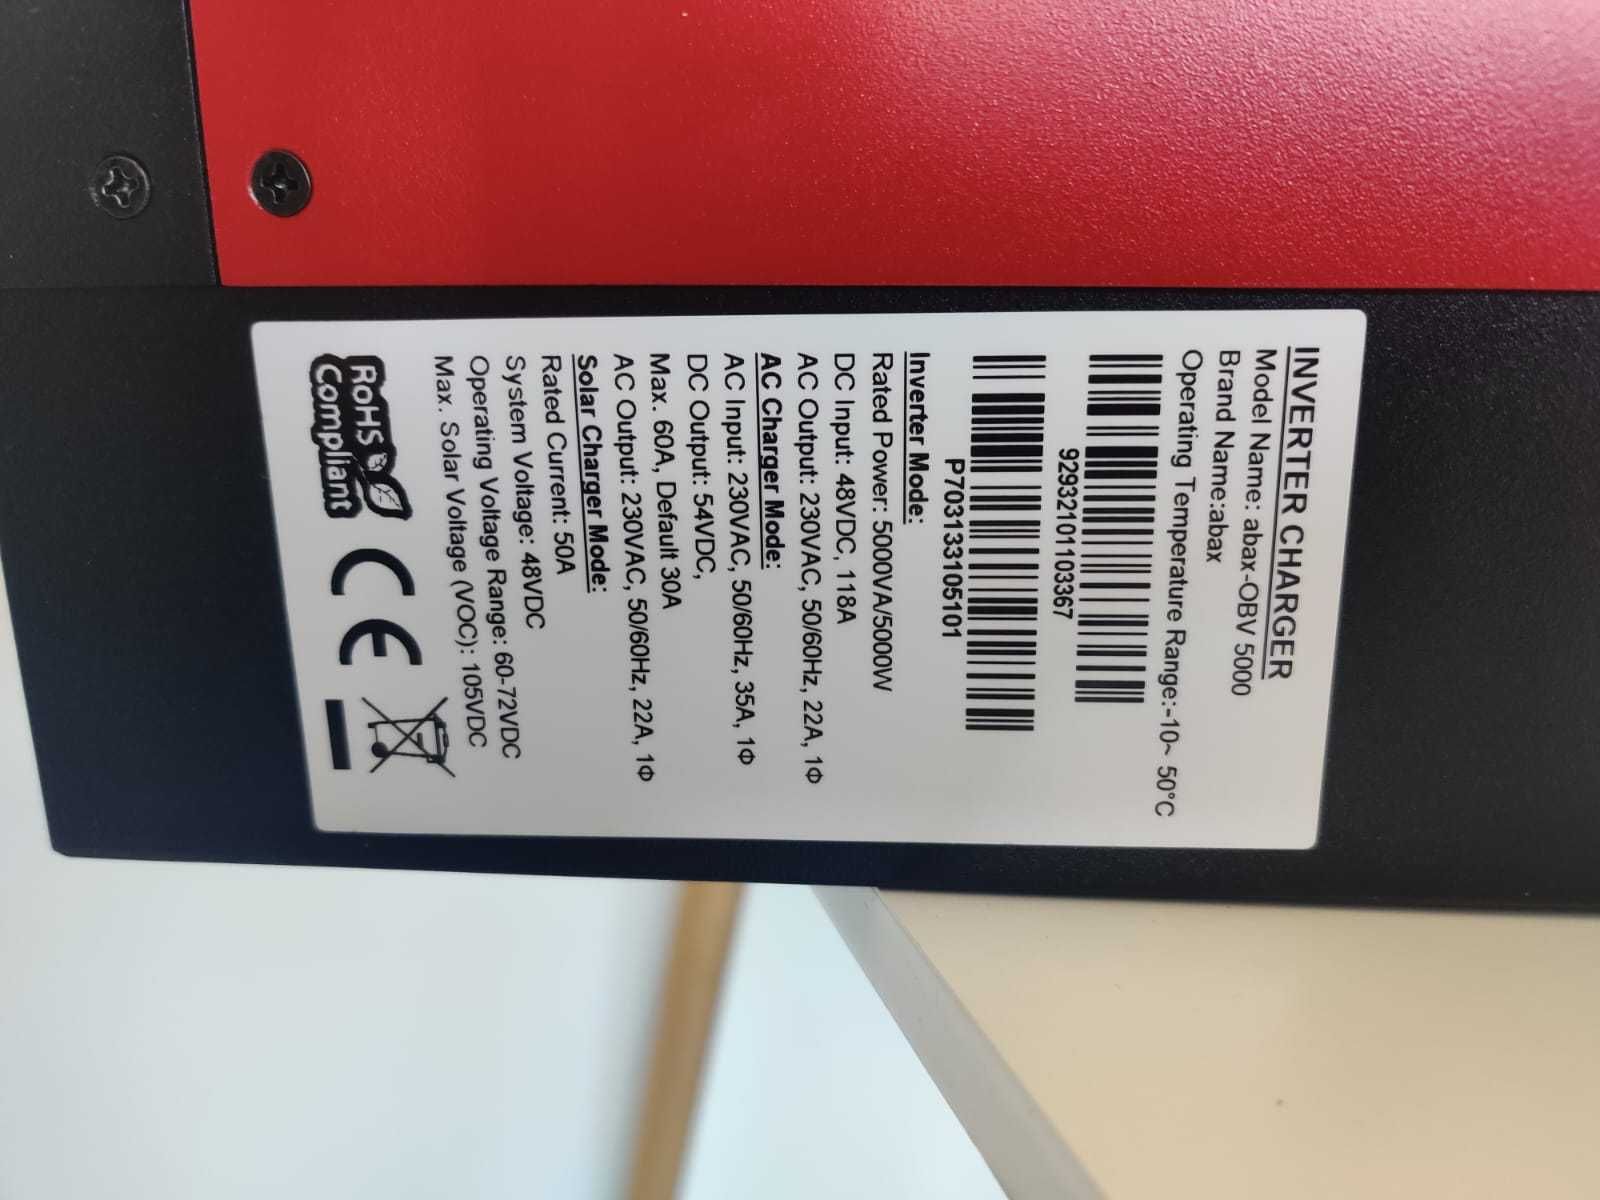 INVERTER CHARGER
Model Name: abax-OBV 5000
Brand Name:abax
Operating Temperature Range:-10~ 50°C
92932101103367
P703133105101
Inverter Mode:
Rated Power: 5000VA/5000W
DC Input: 48VDC, 118A
AC Output: 230VAC, 50/60Hz, 22A, 1Φ
AC Charger Mode:
AC Input: 230VAC, 50/60Hz, 35A, 1Φ
DC Output: 54VDC,
Max. 60A, Default 30A
AC Output: 230VAC, 50/60Hz, 22A, 1Φ
Solar Charger Mode:
Rated Current: 50A
System Voltage: 48VDC
Operating Voltage Range: 60-72VDC
Max. Solar Voltage (VOC): 105VDC
RoHS
Compliant
CE